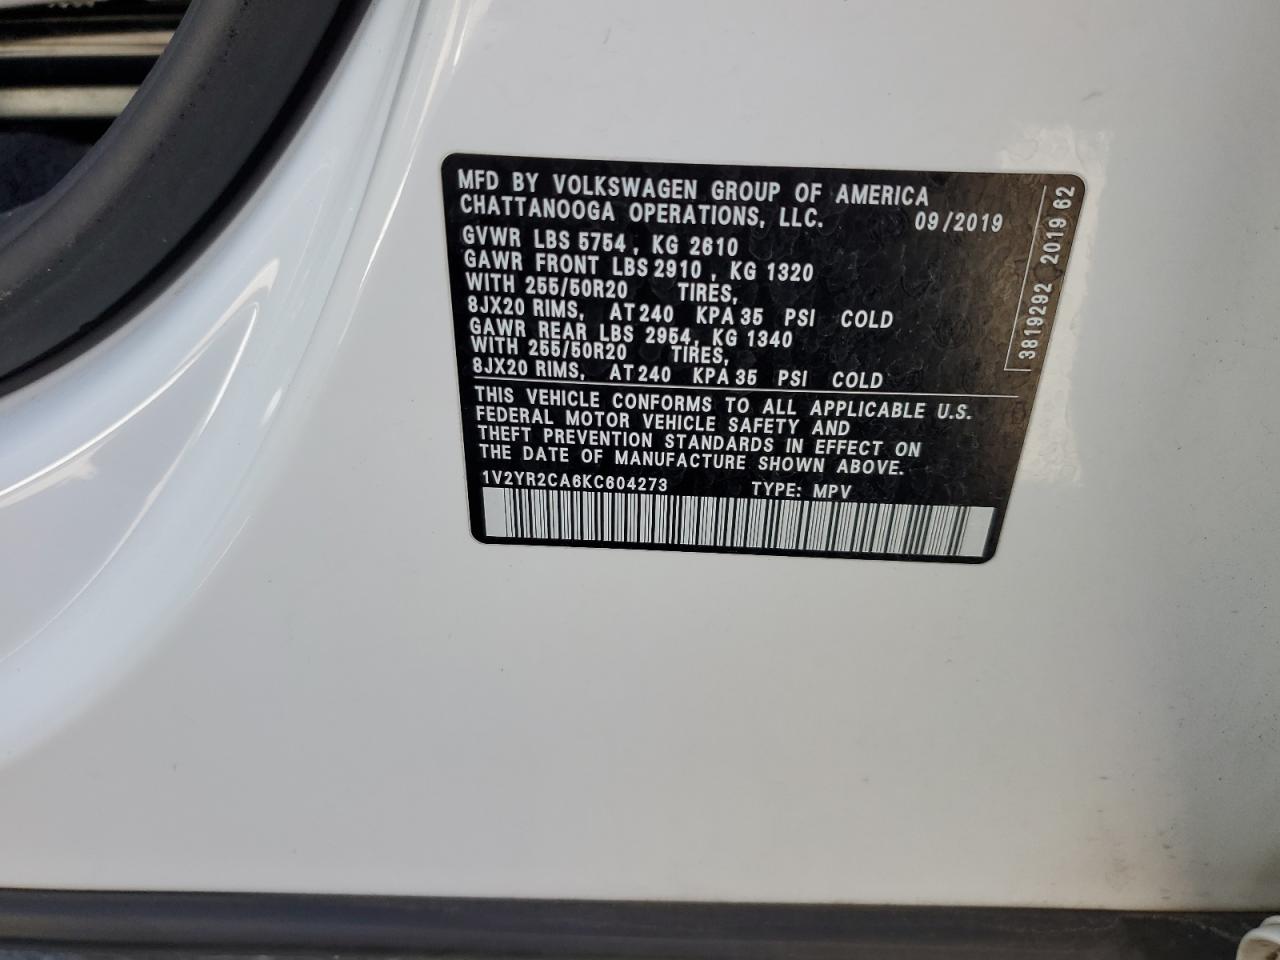 MFD BY VOLKSWAGEN GROUP OF AMERICA
CHATTANOOGA OPERATIONS, LLC. 09/2019
GVWR LBS 5754, KG 2610
GAWR FRONT LBS 2910, KG 1320
WITH 255/50R20 TIRES,
8JX20 RIMS, AT 240 KPA 35 PSI COLD
GAWR REAR LBS 2954, KG 1340
WITH 255/50R20 TIRES,
8JX20 RIMS, AT 240 KPA 35 PSI COLD
THIS VEHICLE CONFORMS TO ALL APPLICABLE U.S.
FEDERAL MOTOR VEHICLE SAFETY AND
THEFT PREVENTION STANDARDS IN EFFECT ON
THE DATE OF MANUFACTURE SHOWN ABOVE.
1V2YR2CA6KC604273 TYPE: MPV
3819292 2019 62